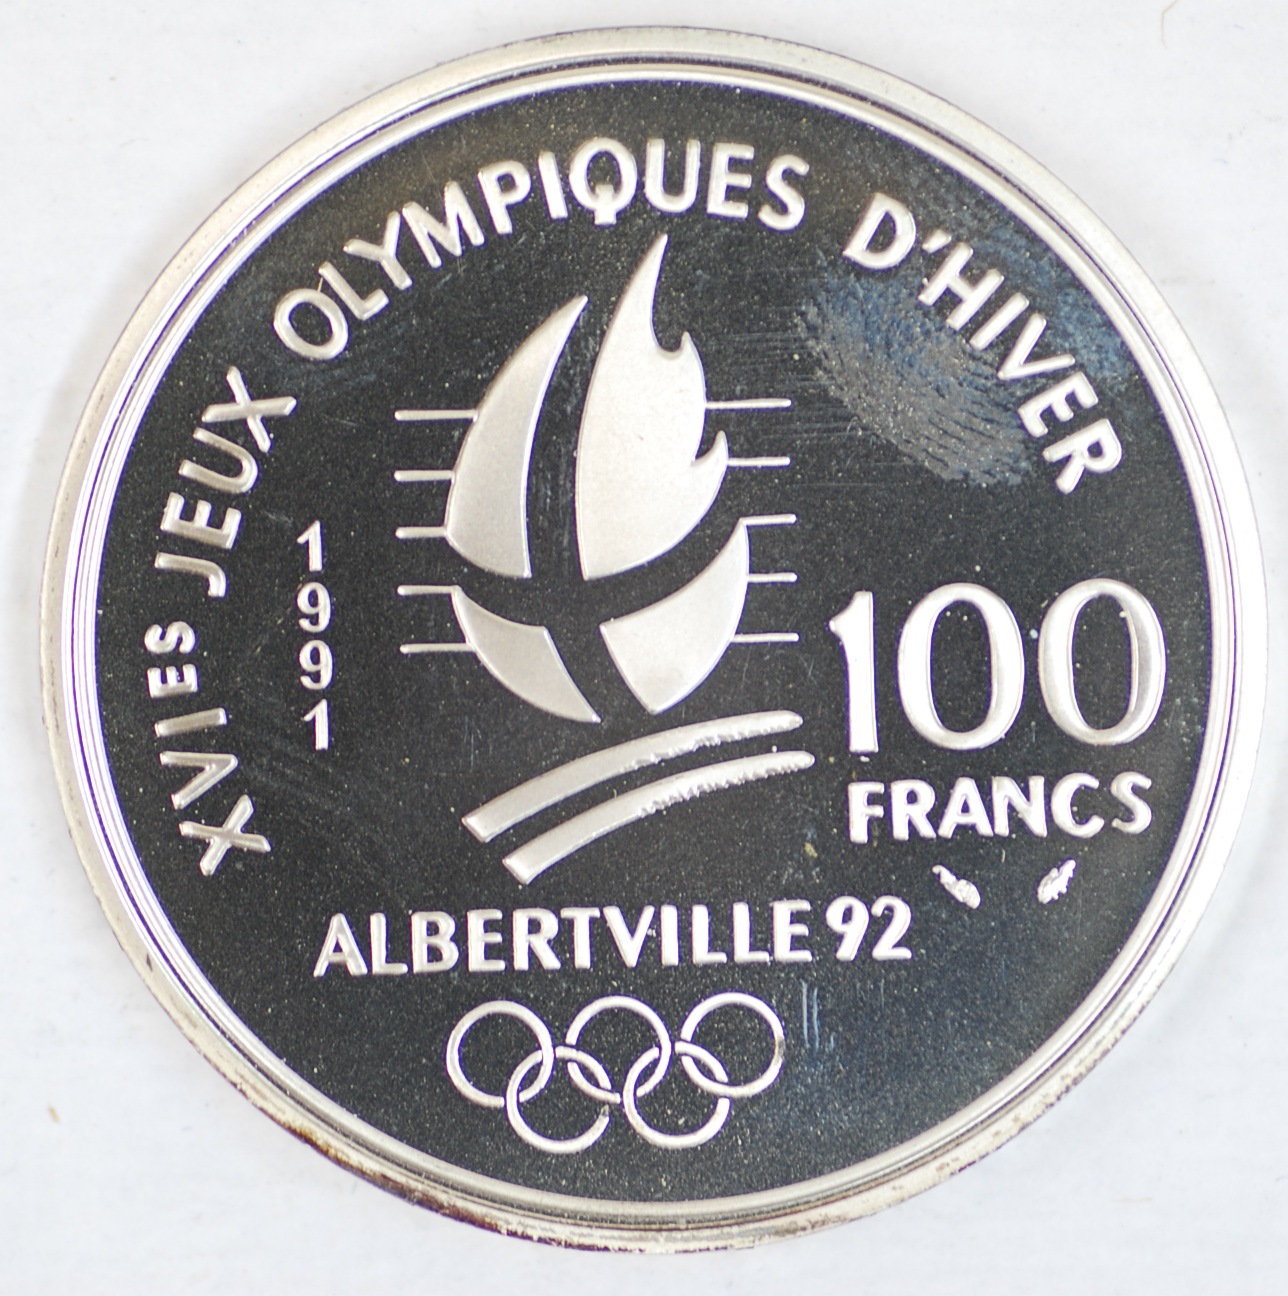 XVIES JEUX OLYMPIQUES D'HIVER
1991
100
FRANCS
ALBERTVILLE 92